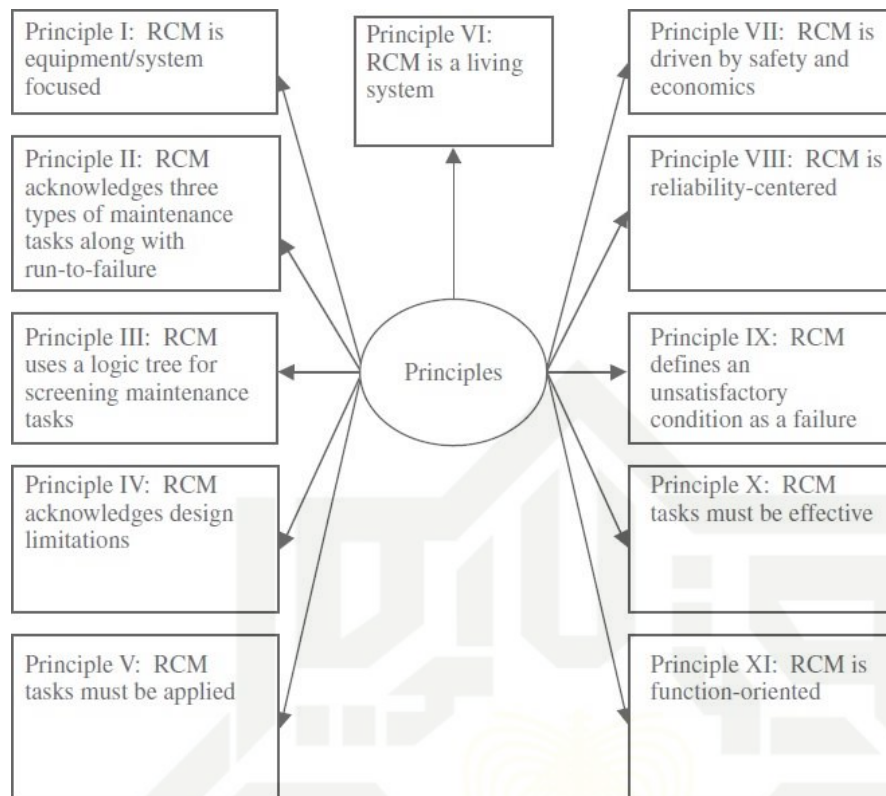 Principle I: RCM is
equipment/system
focused
Principle II: RCM
acknowledges three
types of maintenance
tasks along with
run-to-failure
Principle III: RCM
uses a logic tree for
screening maintenance
tasks
Principle IV: RCM
acknowledges design
limitations
Principle V: RCM
tasks must be applied
Principle VI:
RCM is a living
system
Principles
Principle VII: RCM is
driven by safety and
economics
Principle VIII: RCM is
reliability-centered
Principle IX: RCM
defines an
unsatisfactory
condition as a failure
Principle X: RCM
tasks must be effective
Principle XI: RCM is
function-oriented